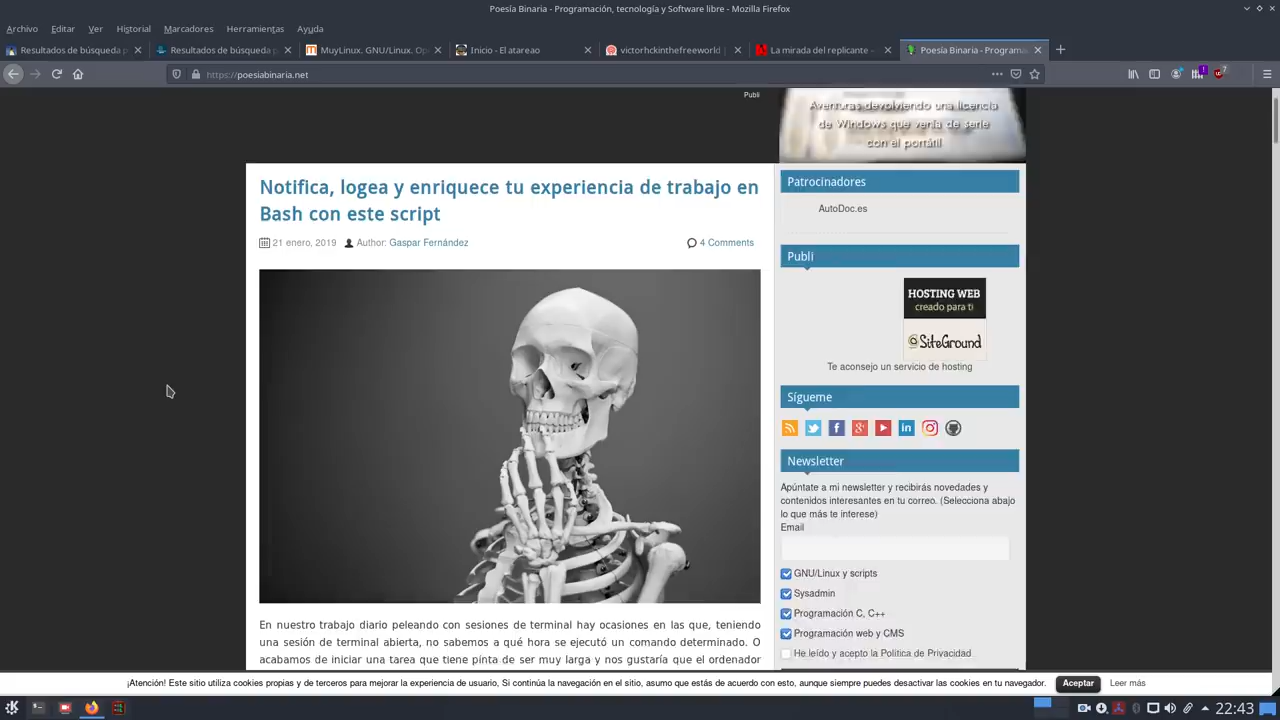 Poesía Binaria - Programación, tecnología y Software libre - Mozilla Firefox
Archivo Editar Ver Historial Marcadores Herramientas Ayuda
Resultados de búsqueda p
Resultados de búsqueda p
MuyLinux. GNU/Linux. Op
Inicio - El atareao
victorhckinthefreeworld |
La mirada del replicante -
Poesía Binaria - Programa
https://poesiabinaria.net
Publi
Aventuras devolviendo una licencia
de Windows que venía de serie
con el portátil
Notifica, logea y enriquece tu experiencia de trabajo en
Bash con este script
21 enero, 2019 Author: Gaspar Fernández 4 Comments
En nuestro trabajo diario peleando con sesiones de terminal hay ocasiones en las que, teniendo
una sesión de terminal abierta, no sabemos a qué hora se ejecutó un comando determinado. O
acabamos de iniciar una tarea que tiene pinta de ser muy larga y nos gustaría que el ordenador
Patrocinadores
AutoDoc.es
Publi
HOSTING WEB
creado para ti
SiteGround
Te aconsejo un servicio de hosting
Sígueme
Newsletter
Apúntate a mi newsletter y recibirás novedades y
contenidos interesantes en tu correo. (Selecciona abajo
lo que más te interese)
Email
GNU/Linux y scripts
Sysadmin
Programación C, C++
Programación web y CMS
He leído y acepto la Política de Privacidad
¡Atención! Este sitio utiliza cookies propias y de terceros para mejorar la experiencia de usuario, Si continúa la navegación en el sitio, asumo que estás de acuerdo con esto, aunque siempre puedes desactivar las cookies en tu navegador. Aceptar Leer más
22:43